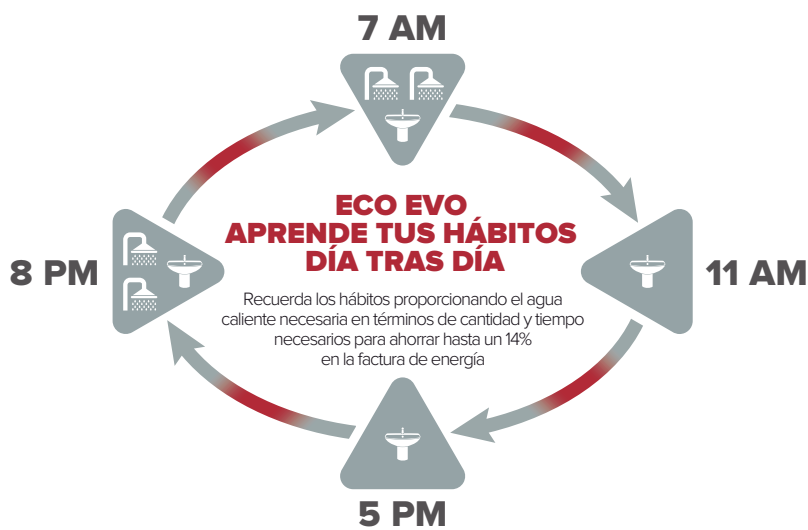 7 AM
ECO EVO
APRENDE TUS HÁBITOS
DÍA TRAS DÍA
8 PM
11 AM
Recuerda los hábitos proporcionando el agua
caliente necesaria en términos de cantidad y tiempo
necesarios para ahorrar hasta un 14%
en la factura de energía
5 PM